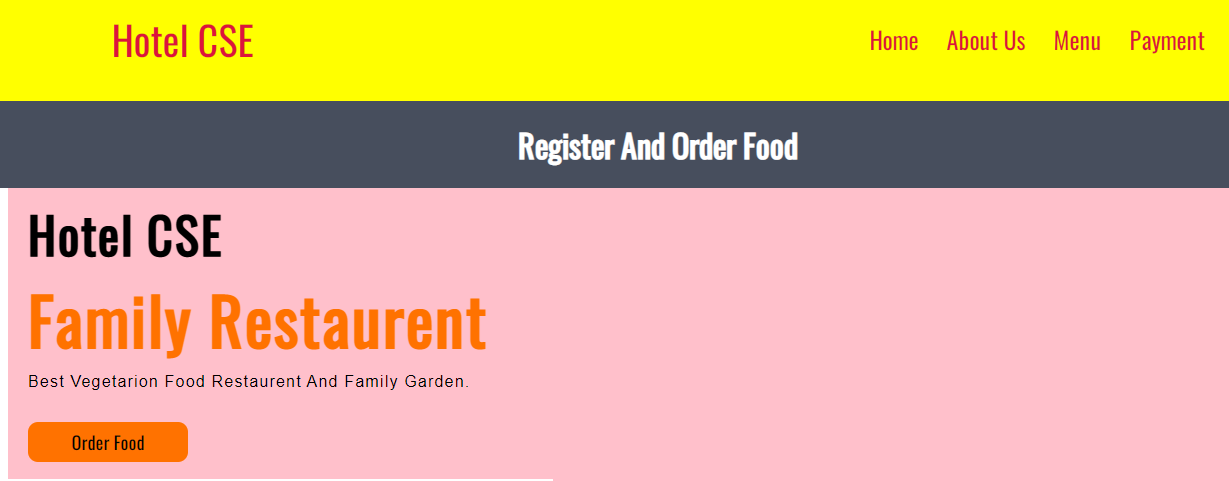 Hotel CSE
Home About Us Menu Payment
Register And Order Food
Hotel CSE
Family Restaurent
Best Vegetarion Food Restaurent And Family Garden.
Order Food